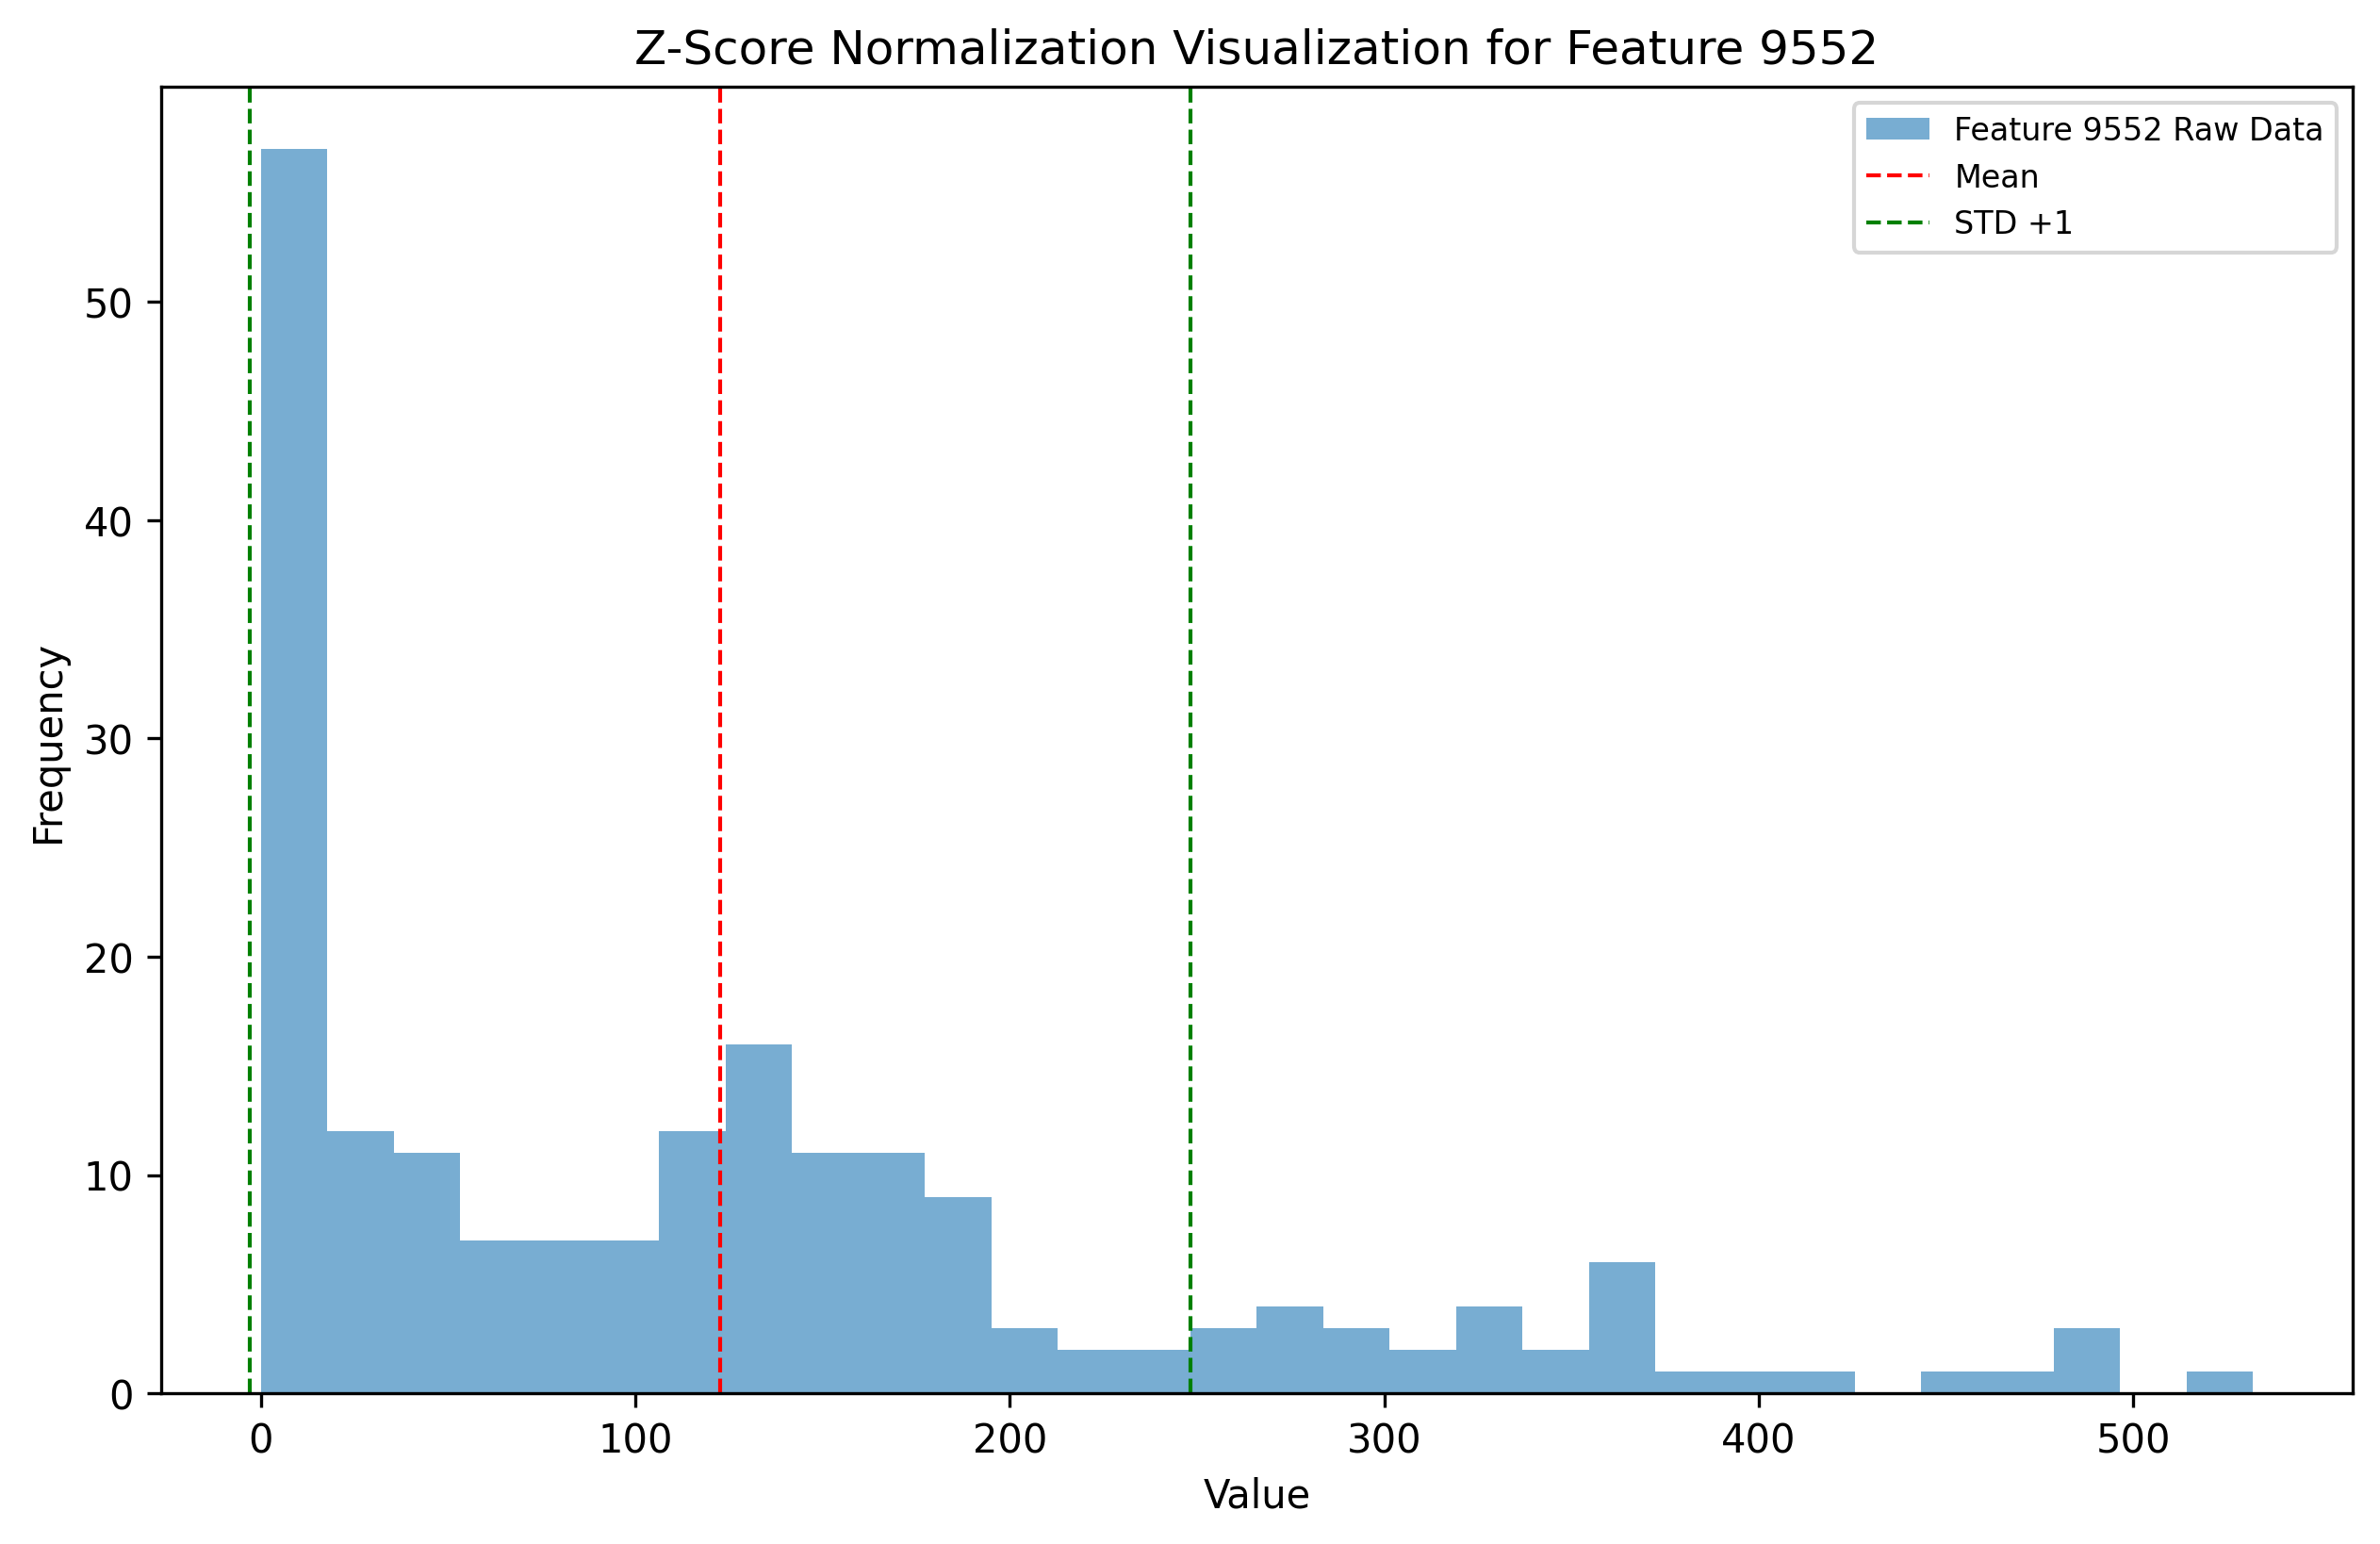 Z-Score Normalization Visualization for Feature 9552
Feature 9552 Raw Data
Mean
STD +1
Frequency
50
40
30
20
10
0
0 100 200 300 400 500
Value